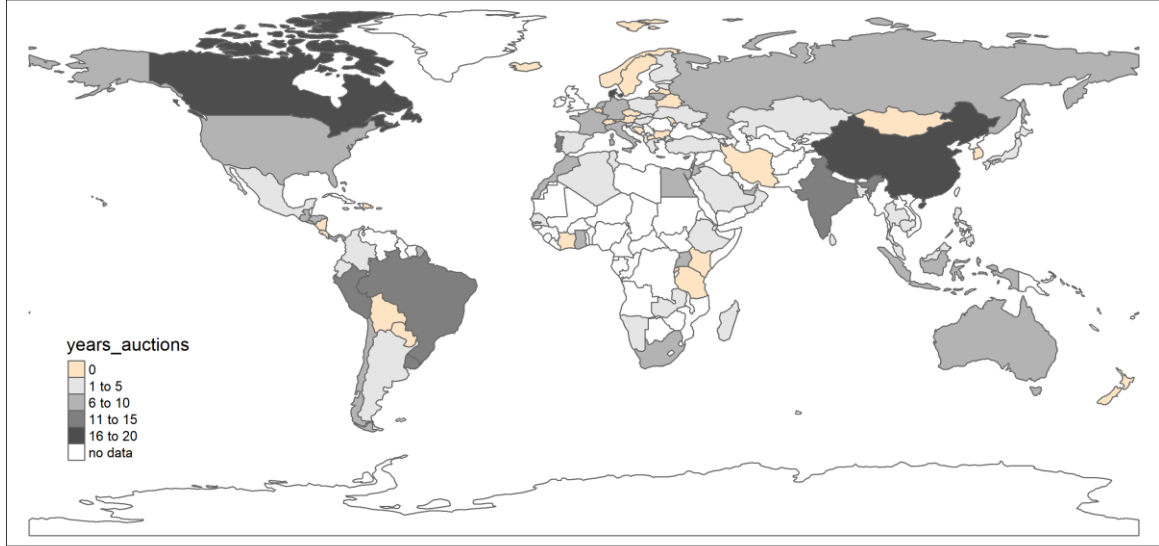 years_auctions
0
1 to 5
6 to 10
11 to 15
16 to 20
no data